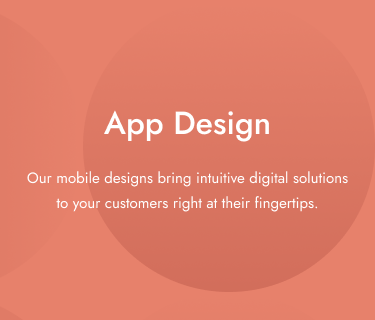 App Design
Our mobile designs bring intuitive digital solutions
to your customers right at their fingertips.